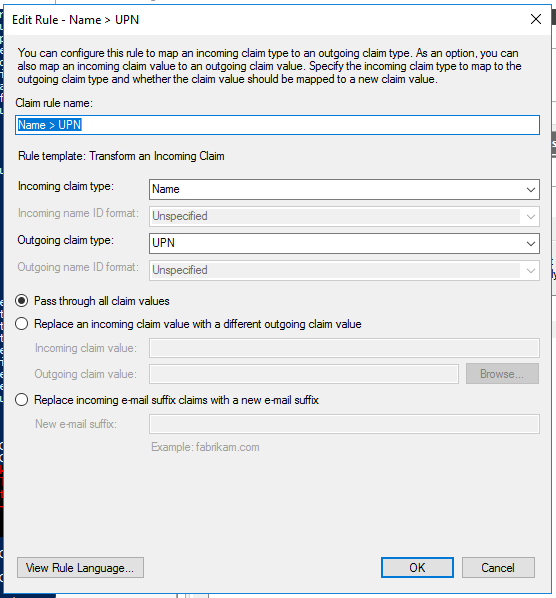 Edit Rule - Name > UPN
You can configure this rule to map an incoming claim type to an outgoing claim type. As an option, you can
also map an incoming claim value to an outgoing claim value. Specify the incoming claim type to map to the
outgoing claim type and whether the claim value should be mapped to a new claim value.
Claim rule name:
Name > UPN
Rule template: Transform an Incoming Claim
Incoming claim type: Name
Incoming name ID format: Unspecified
Outgoing claim type: UPN
Outgoing name ID format: Unspecified
Pass through all claim values
Replace an incoming claim value with a different outgoing claim value
Incoming claim value:
Outgoing claim value: Browse...
Replace incoming e-mail suffix claims with a new e-mail suffix
New e-mail suffix:
Example: fabrikam.com
View Rule Language... OK Cancel